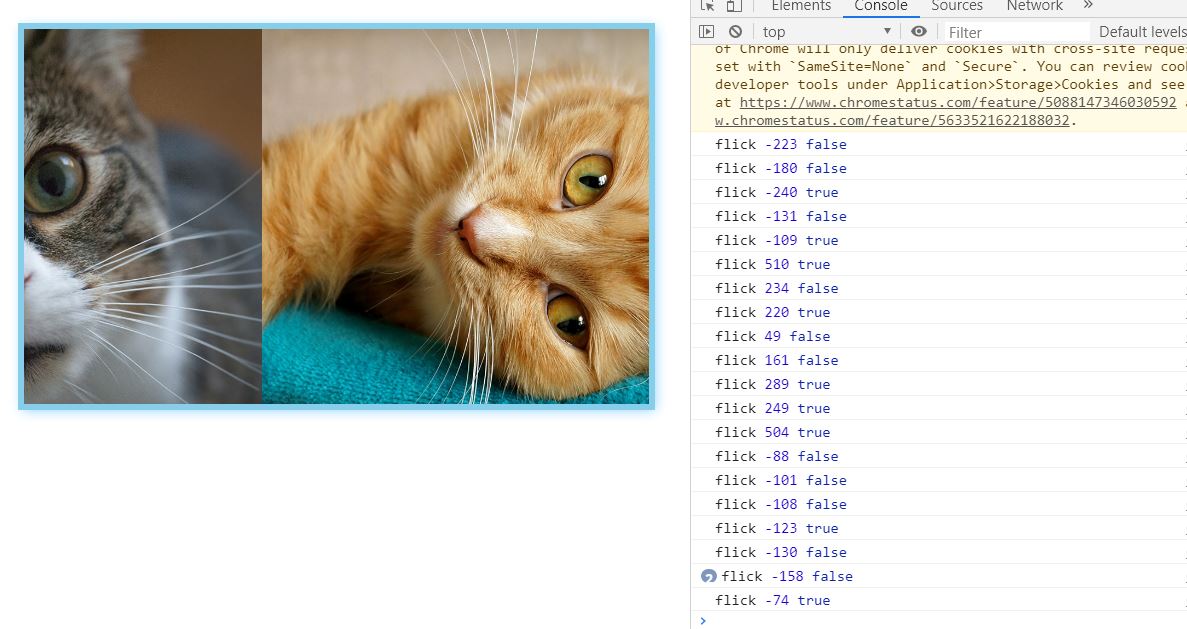 Elements Console Sources Network »
top ▼ Filter Default levels
of Chrome will only deliver cookies with cross-site reque
set with `SameSite=None` and `Secure`. You can review coo
developer tools under Application>Storage>Cookies and see
at https://www.chromestatus.com/feature/5088147346030592
w.chromestatus.com/feature/5633521622188032.
flick -223 false
flick -180 false
flick -240 true
flick -131 false
flick -109 true
flick 510 true
flick 234 false
flick 220 true
flick 49 false
flick 161 false
flick 289 true
flick 249 true
flick 504 true
flick -88 false
flick -101 false
flick -108 false
flick -123 true
flick -130 false
2 flick -158 false
flick -74 true
›